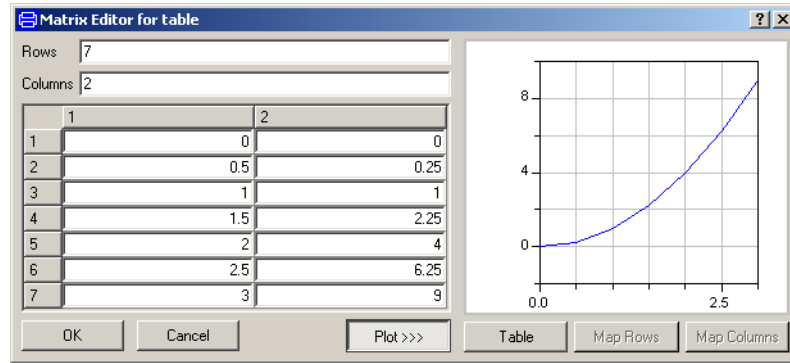 Matrix Editor for table ? X
Rows 7
Columns 2
1 2
1 0 0
2 0.5 0.25
3 1 1
4 1.5 2.25
5 2 4
6 2.5 6.25
7 3 9
OK Cancel Plot >>>
8
4
0
0.0 2.5
Table Map Rows Map Columns